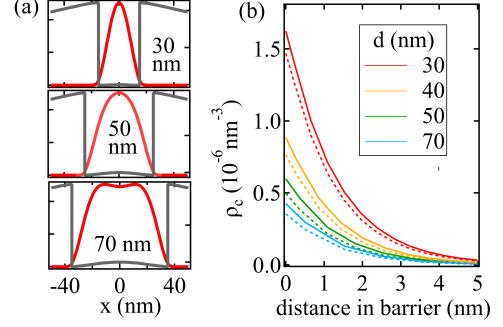 (a)
30
nm
50
nm
70 nm
-40
0
40
x (nm)
(b)
d (nm)
30
40
50
70
1.5
1.0
0.5
0.0
ρc (10⁻⁶ nm⁻³)
0
1
2
3
4
5
distance in barrier (nm)